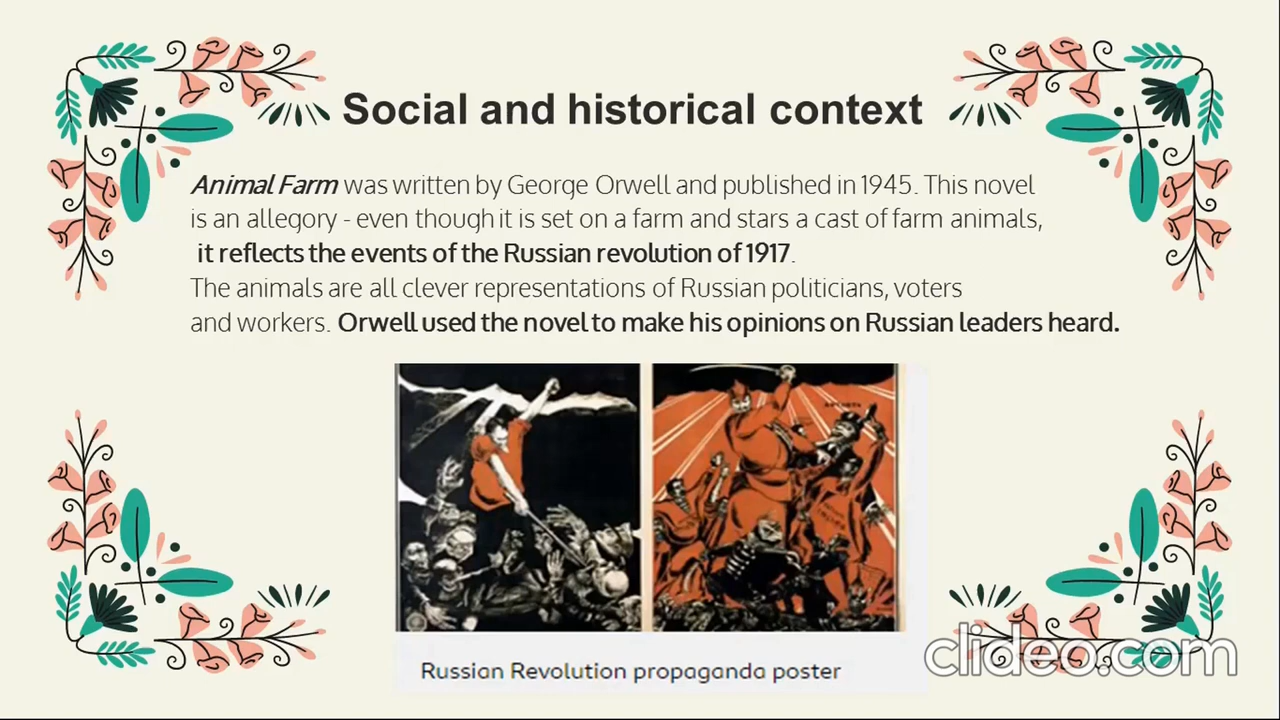 Social and historical context
Animal Farm was written by George Orwell and published in 1945. This novel
is an allegory - even though it is set on a farm and stars a cast of farm animals,
it reflects the events of the Russian revolution of 1917.
The animals are all clever representations of Russian politicians, voters
and workers. Orwell used the novel to make his opinions on Russian leaders heard.
Russian Revolution propaganda poster
clideo.com